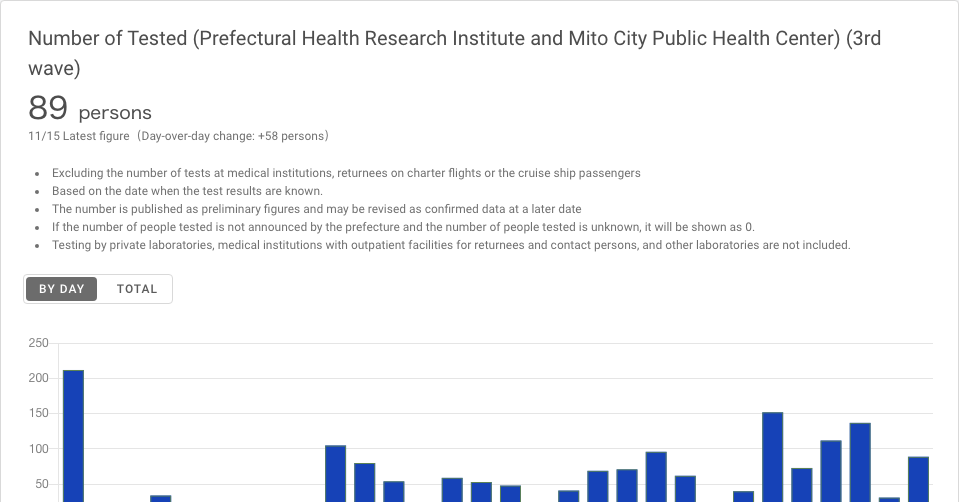 Number of Tested (Prefectural Health Research Institute and Mito City Public Health Center) (3rd
wave)
89 persons
11/15 Latest figure（Day-over-day change: +58 persons）
• Excluding the number of tests at medical institutions, returnees on charter flights or the cruise ship passengers
• Based on the date when the test results are known.
• The number is published as preliminary figures and may be revised as confirmed data at a later date
• If the number of people tested is not announced by the prefecture and the number of people tested is unknown, it will be shown as 0.
• Testing by private laboratories, medical institutions with outpatient facilities for returnees and contact persons, and other laboratories are not included.
BY DAY TOTAL
250
200
150
100
50